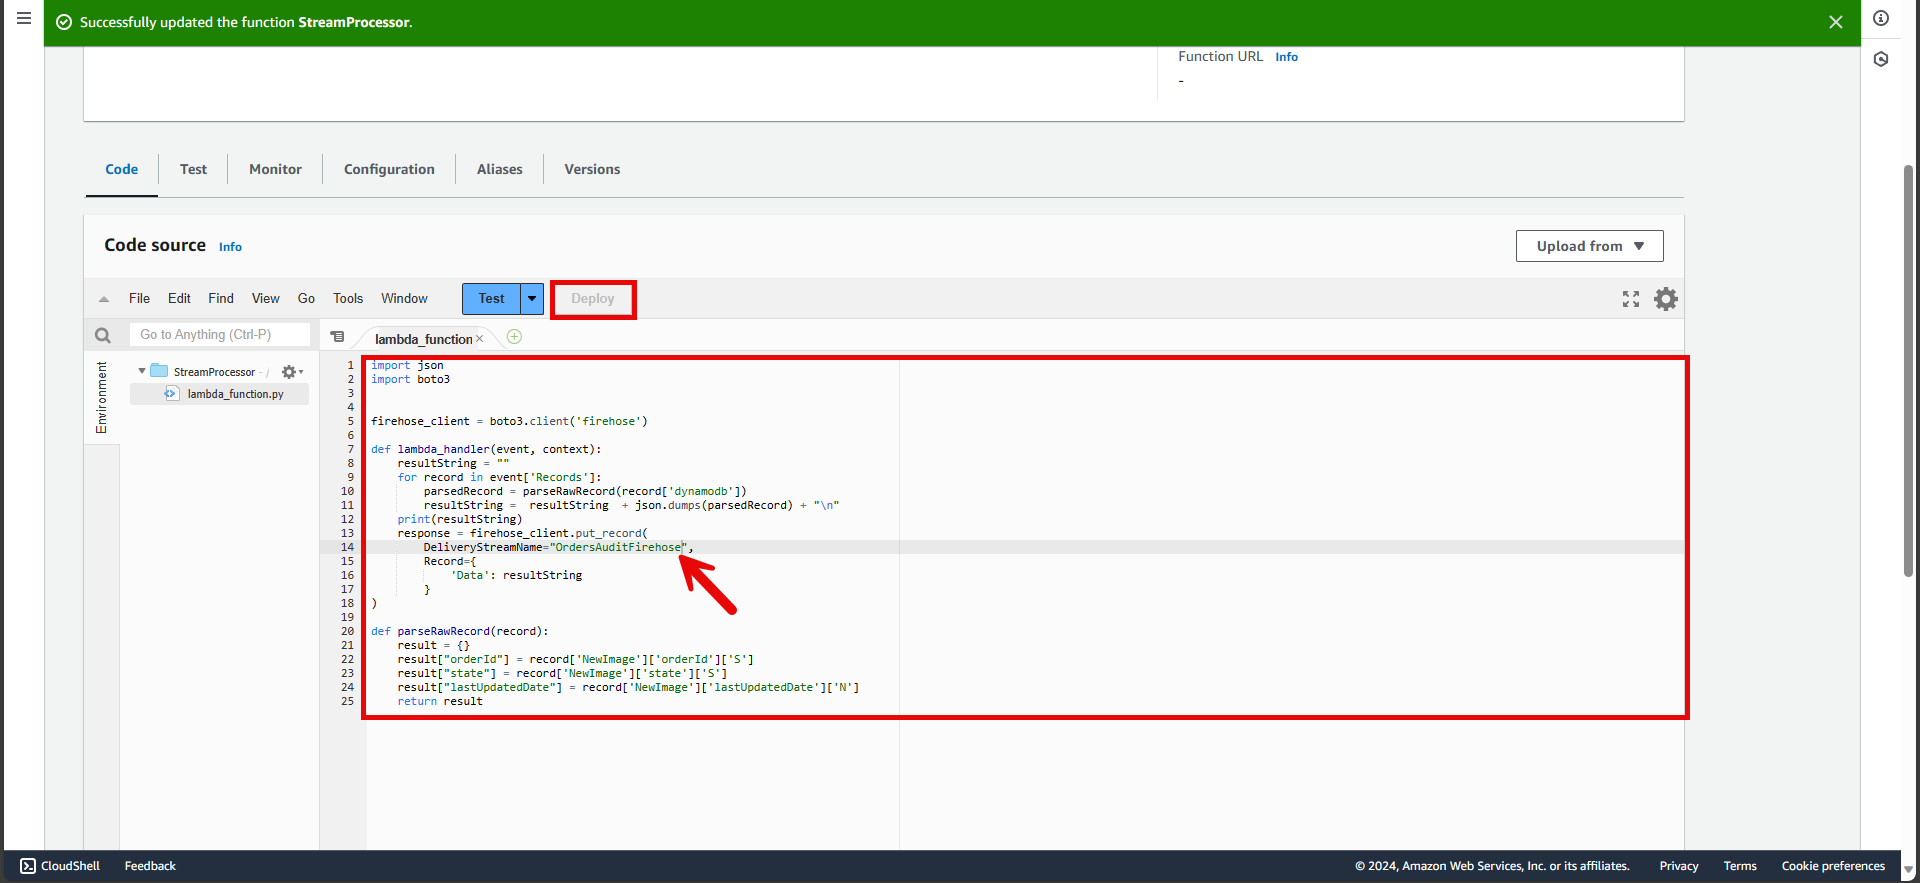 Successfully updated the function StreamProcessor.
Function URL Info
-
Code Test Monitor Configuration Aliases Versions
Code source Info
Upload from
File Edit Find View Go Tools Window Test Deploy
Go to Anything (Ctrl-P)
lambda_function
Environment
StreamProcessor - /
lambda_function.py
1 import json
2 import boto3
3
4
5 firehose_client = boto3.client('firehose')
6
7 def lambda_handler(event, context):
8     resultString = ""
9     for record in event['Records']:
10         parsedRecord = parseRawRecord(record['dynamodb'])
11         resultString =  resultString  + json.dumps(parsedRecord) + "\n"
12     print(resultString)
13     response = firehose_client.put_record(
14         DeliveryStreamName="OrdersAuditFirehose",
15         Record={
16             'Data': resultString
17         }
18 )
19
20 def parseRawRecord(record):
21     result = {}
22     result["orderId"] = record['NewImage']['orderId']['S']
23     result["state"] = record['NewImage']['state']['S']
24     result["lastUpdatedDate"] = record['NewImage']['lastUpdatedDate']['N']
25     return result
CloudShell Feedback
© 2024, Amazon Web Services, Inc. or its affiliates. Privacy Terms Cookie preferences